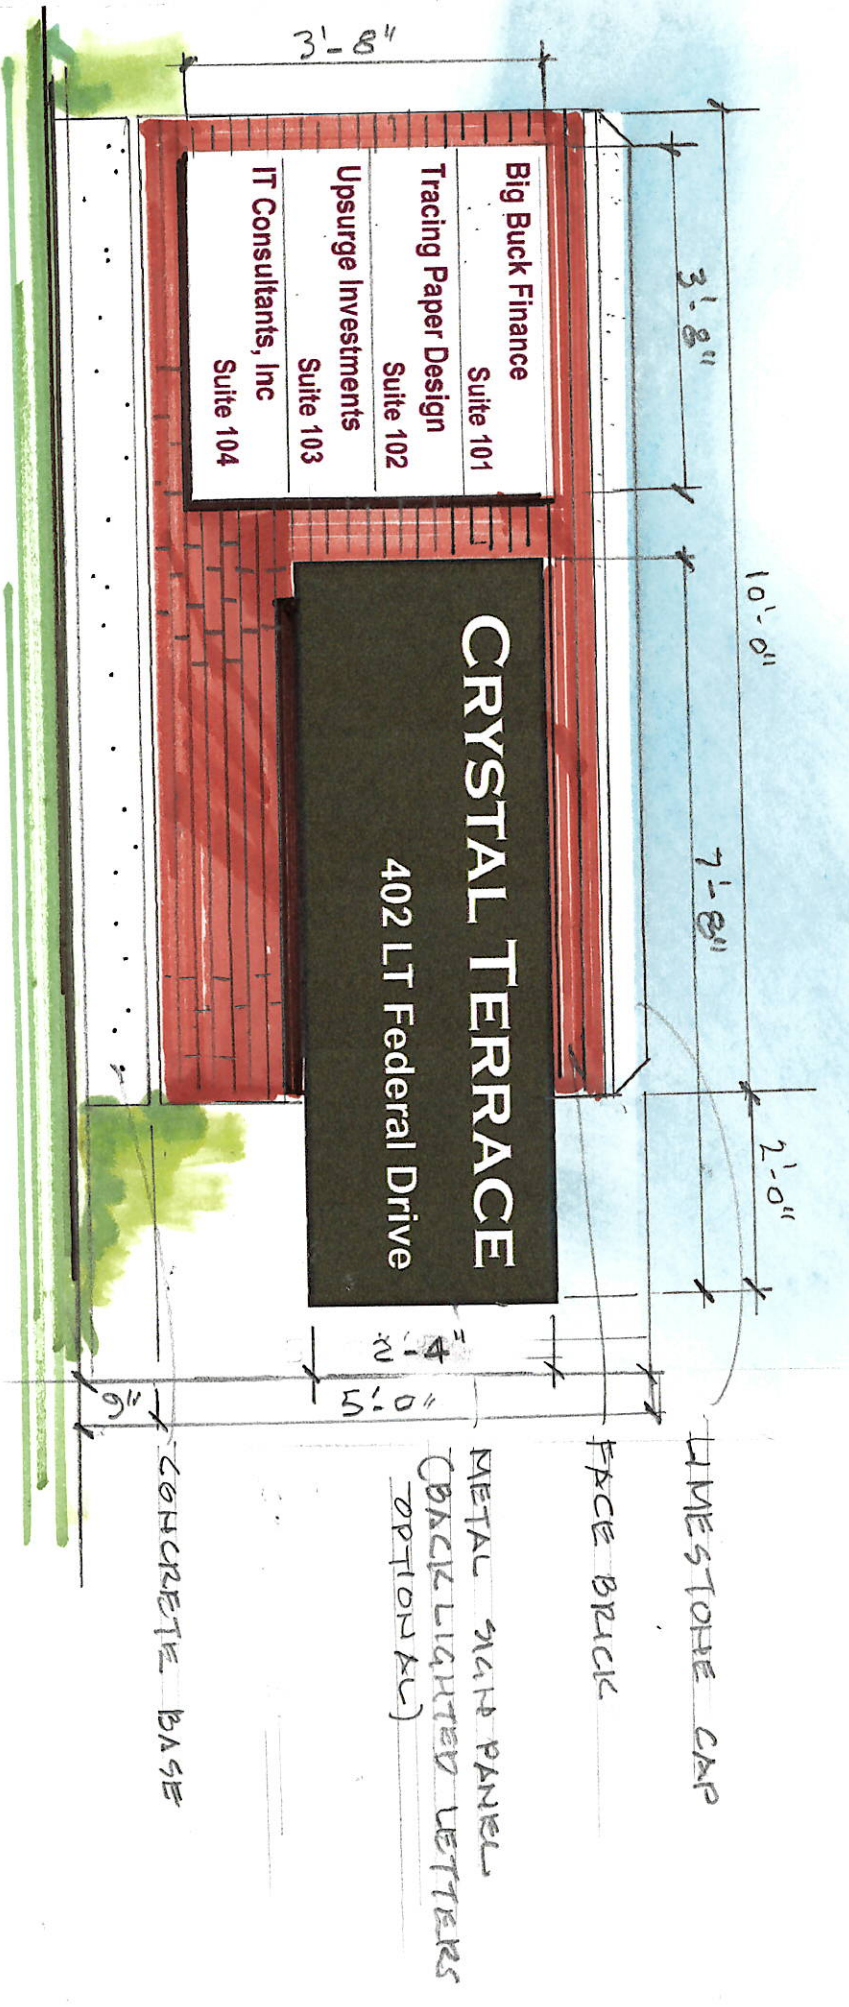 10'-0"
2'-0"
3'-8"
7'-8"
3'-8"
Big Buck Finance
Suite 101
Tracing Paper Design
Suite 102
Upsurge Investments
Suite 103
IT Consultants, Inc
Suite 104
CRYSTAL TERRACE
402 LT Federal Drive
2'-4"
5'-0"
9"
LIMESTONE CAP
FACE BRICK
METAL SIGN PANEL
(BACKLIGHTED LETTERS
OPTIONAL)
CONCRETE BASE